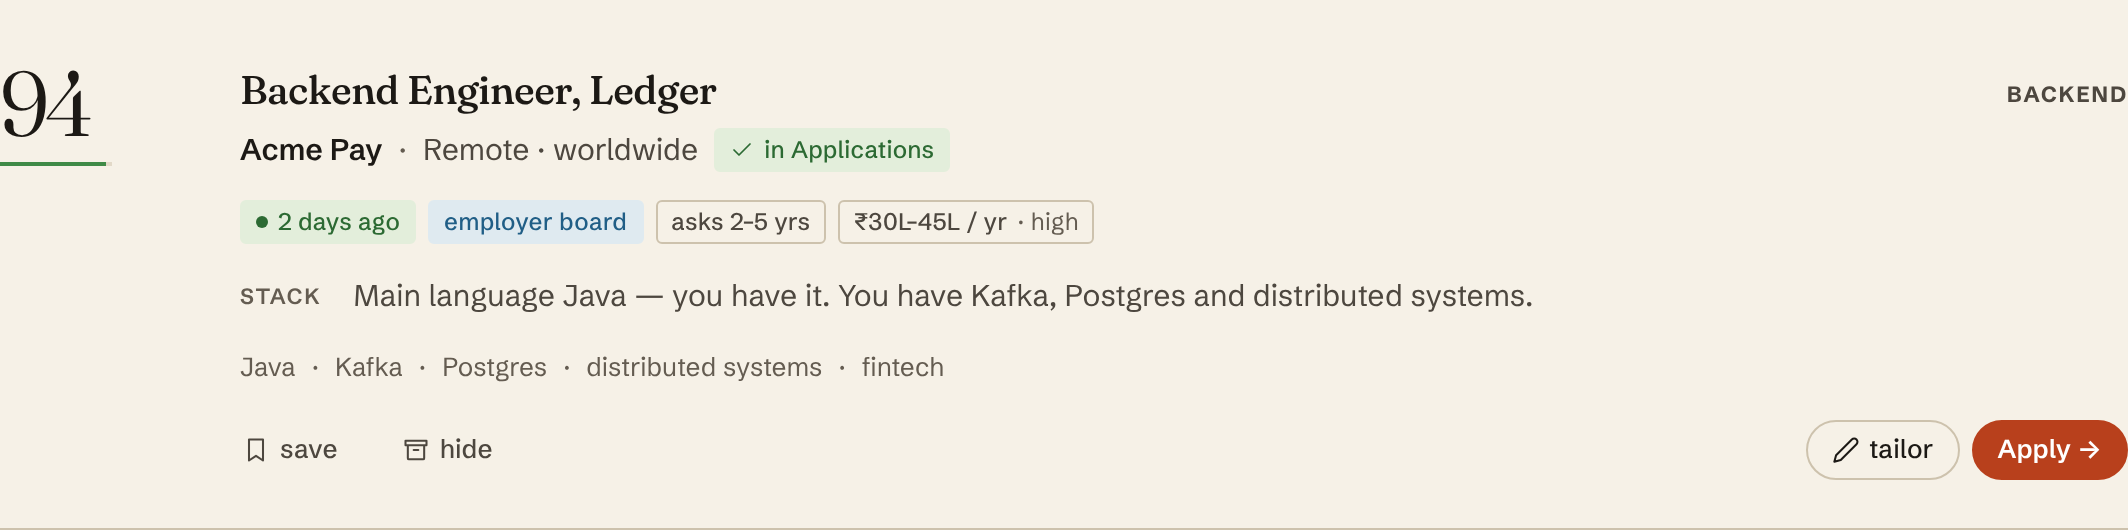 94
Backend Engineer, Ledger
BACKEND
Acme Pay · Remote · worldwide ✓ in Applications
● 2 days ago employer board asks 2–5 yrs ₹30L–45L / yr · high
STACK Main language Java — you have it. You have Kafka, Postgres and distributed systems.
Java · Kafka · Postgres · distributed systems · fintech
save hide tailor Apply →